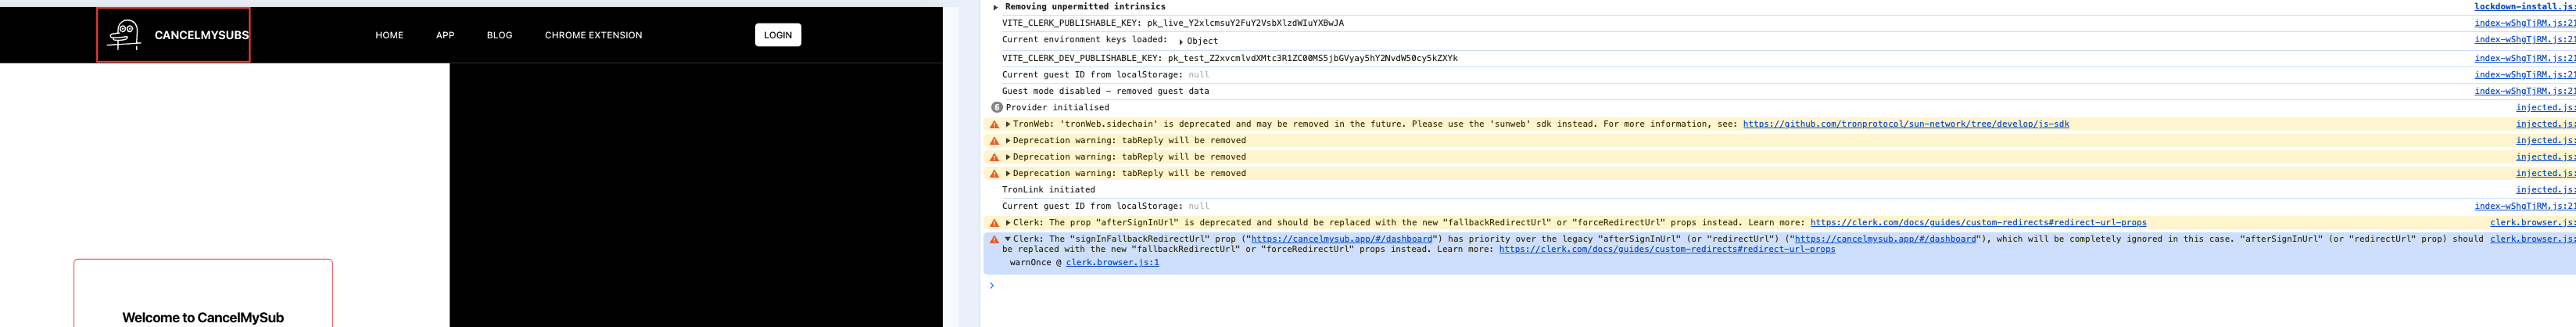 CANCELMYSUBS
HOME
APP
BLOG
CHROME EXTENSION
LOGIN
Welcome to CancelMySub
Removing unpermitted intrinsics lockdown-install.js:
VITE_CLERK_PUBLISHABLE_KEY: pk_live_Y2xlcmsuY2FuY2VsbXlzdWIuYXBwJA index-wShgTjRM.js:21
Current environment keys loaded: Object index-wShgTjRM.js:21
VITE_CLERK_DEV_PUBLISHABLE_KEY: pk_test_Z2xvcmlvdXMtc3R1ZC00MS5jbGVyay5hY2NvdW50cy5kZXYk index-wShgTjRM.js:21
Current guest ID from localStorage: null index-wShgTjRM.js:21
Guest mode disabled - removed guest data index-wShgTjRM.js:21
6 Provider initialised injected.js:
TronWeb: 'tronWeb.sidechain' is deprecated and may be removed in the future. Please use the 'sunweb' sdk instead. For more information, see: https://github.com/tronprotocol/sun-network/tree/develop/js-sdk injected.js:
Deprecation warning: tabReply will be removed injected.js:
Deprecation warning: tabReply will be removed injected.js:
Deprecation warning: tabReply will be removed injected.js:
TronLink initiated injected.js:
Current guest ID from localStorage: null index-wShgTjRM.js:21
Clerk: The prop "afterSignInUrl" is deprecated and should be replaced with the new "fallbackRedirectUrl" or "forceRedirectUrl" props instead. Learn more: https://clerk.com/docs/guides/custom-redirects#redirect-url-props clerk.browser.js:
Clerk: The "signInFallbackRedirectUrl" prop ("https://cancelmysub.app/#/dashboard") has priority over the legacy "afterSignInUrl" (or "redirectUrl") ("https://cancelmysub.app/#/dashboard"), which will be completely ignored in this case. "afterSignInUrl" (or "redirectUrl" prop) should clerk.browser.js:
be replaced with the new "fallbackRedirectUrl" or "forceRedirectUrl" props instead. Learn more: https://clerk.com/docs/guides/custom-redirects#redirect-url-props
warnOnce @ clerk.browser.js:1